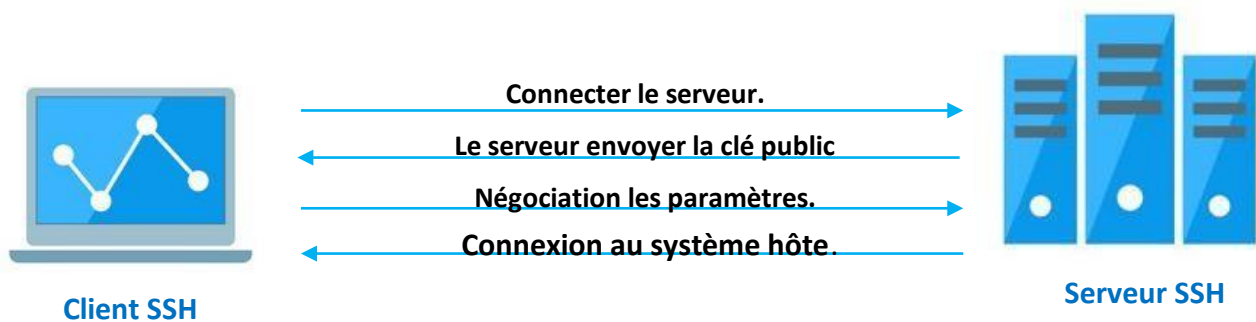 Connecter le serveur.
Le serveur envoyer la clé public
Négociation les paramètres.
Connexion au système hôte.
Client SSH
Serveur SSH